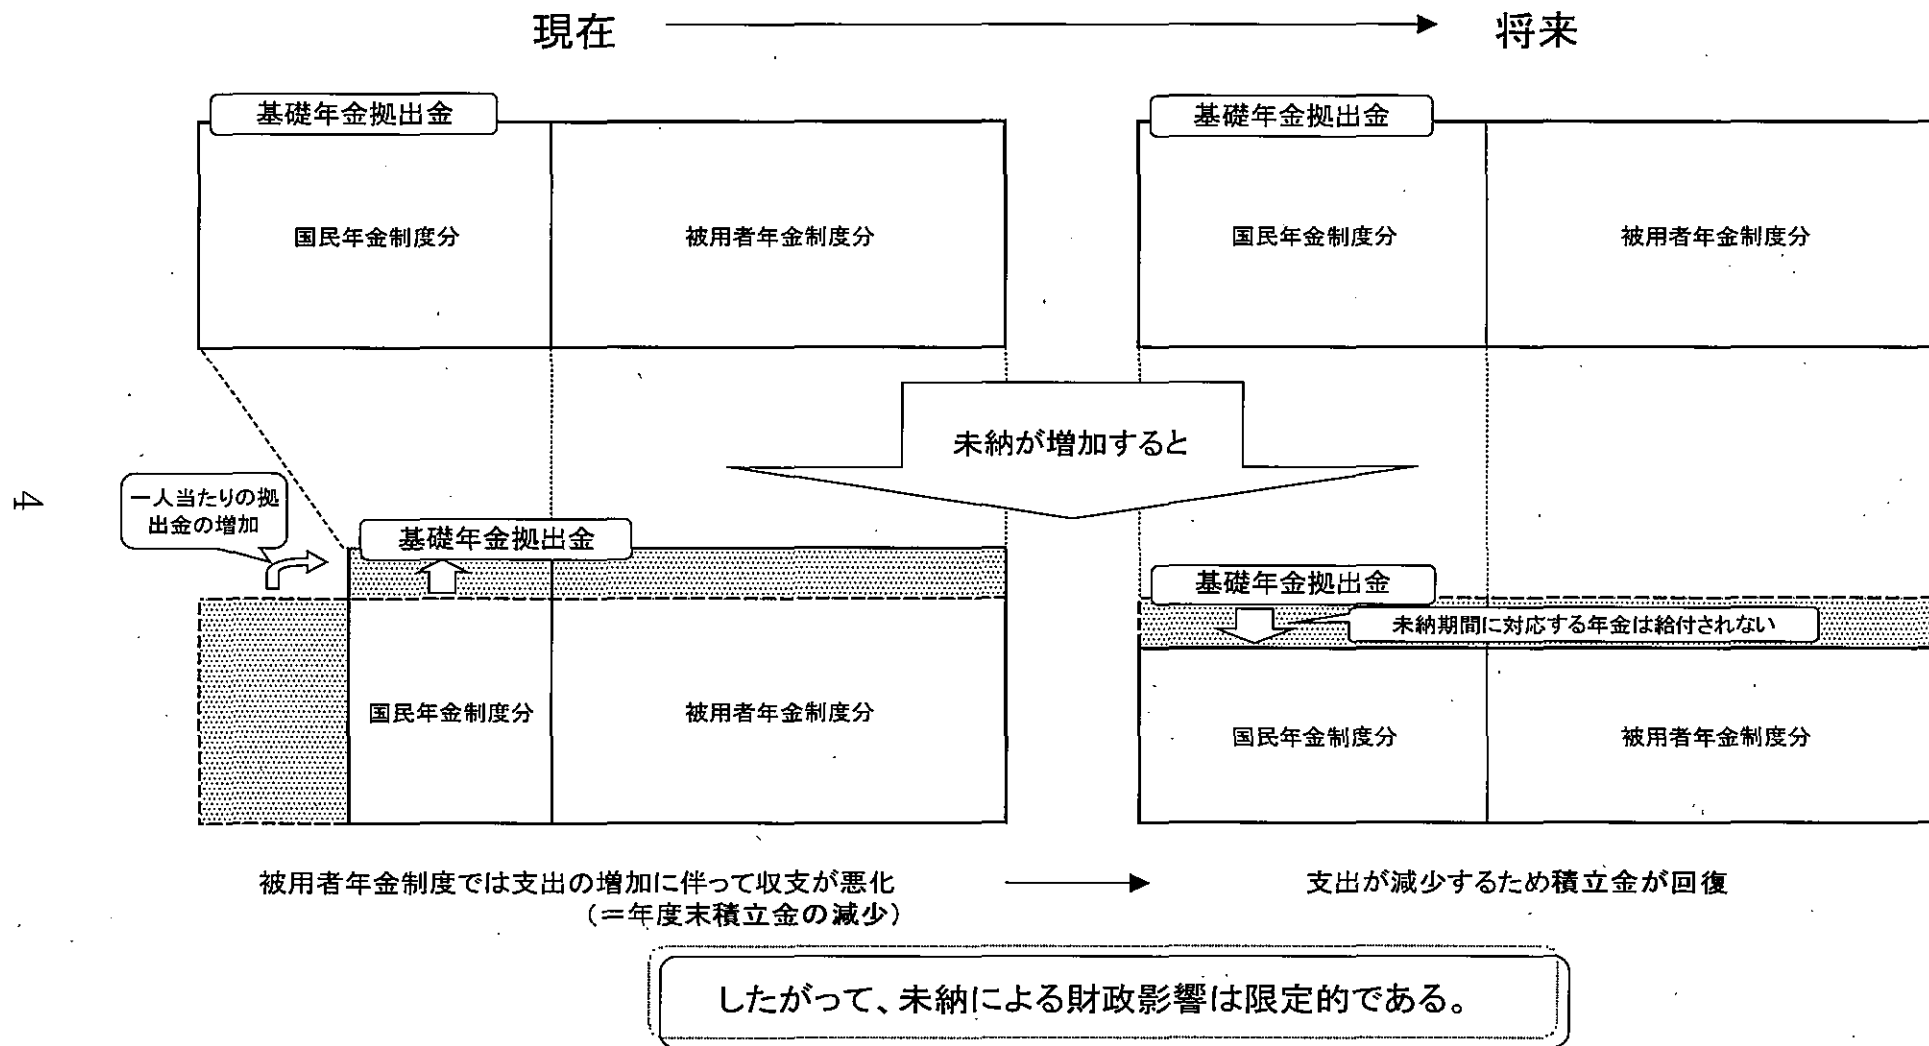 現在
将来
基礎年金拠出金
基礎年金拠出金
国民年金制度分
被用者年金制度分
国民年金制度分
被用者年金制度分
未納が増加すると
一人当たりの拠
出金の増加
基礎年金拠出金
基礎年金拠出金
未納期間に対応する年金は給付されない
国民年金制度分
被用者年金制度分
国民年金制度分
被用者年金制度分
被用者年金制度では支出の増加に伴って収支が悪化
(=年度末積立金の減少)
支出が減少するため積立金が回復
したがって、未納による財政影響は限定的である。
4